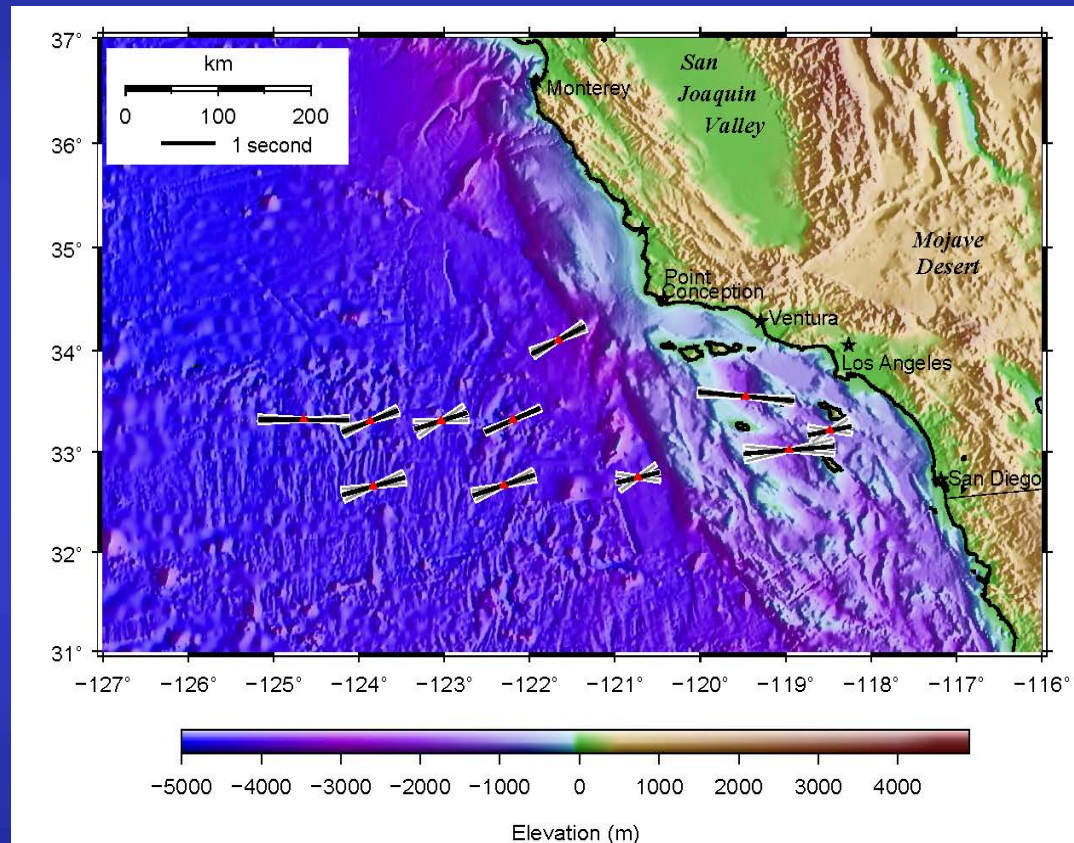 37°
36°
35°
34°
33°
32°
31°
km
0 100 200
1 second
San
Joaquin
Valley
Monterey
Mojave
Desert
Point
Conception
Ventura
Los Angeles
San Diego
−127° −126° −125° −124° −123° −122° −121° −120° −119° −118° −117° −116°
−5000 −4000 −3000 −2000 −1000 0 1000 2000 3000 4000
Elevation (m)